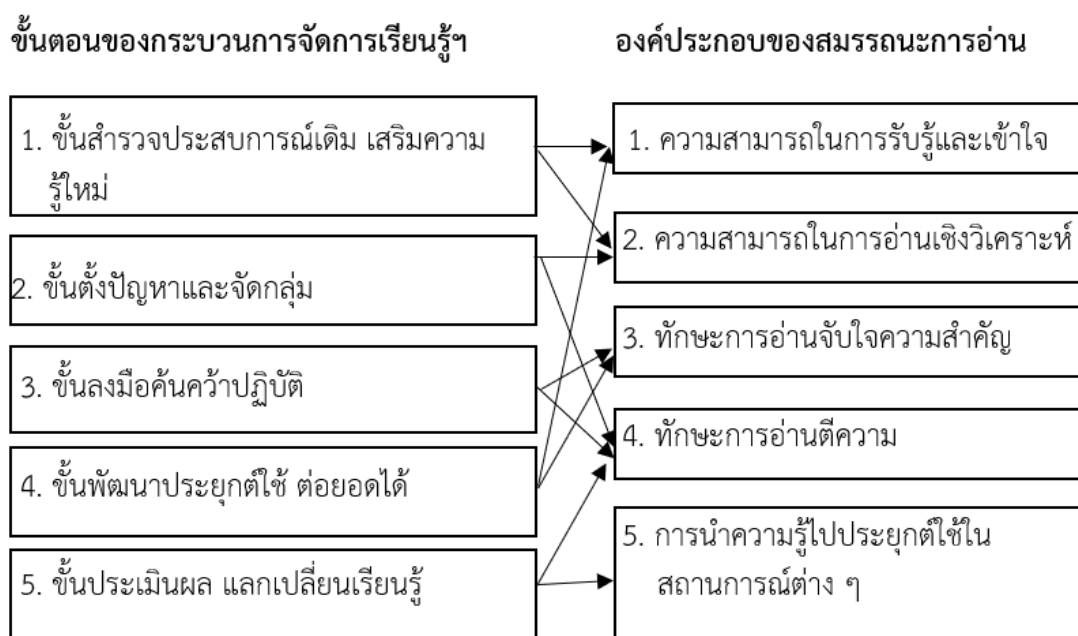 ขั้นตอนของกระบวนการจัดการเรียนรู้ฯ
องค์ประกอบของสมรรถนะการอ่าน
1. ขั้นสำรวจประสบการณ์เดิม เสริมความ
รู้ใหม่
2. ขั้นตั้งปัญหาและจัดกลุ่ม
3. ขั้นลงมือค้นคว้าปฏิบัติ
4. ขั้นพัฒนาประยุกต์ใช้ ต่อยอดได้
5. ขั้นประเมินผล แลกเปลี่ยนเรียนรู้
1. ความสามารถในการรับรู้และเข้าใจ
2. ความสามารถในการอ่านเชิงวิเคราะห์
3. ทักษะการอ่านจับใจความสำคัญ
4. ทักษะการอ่านตีความ
5. การนำความรู้ไปประยุกต์ใช้ใน
สถานการณ์ต่าง ๆ